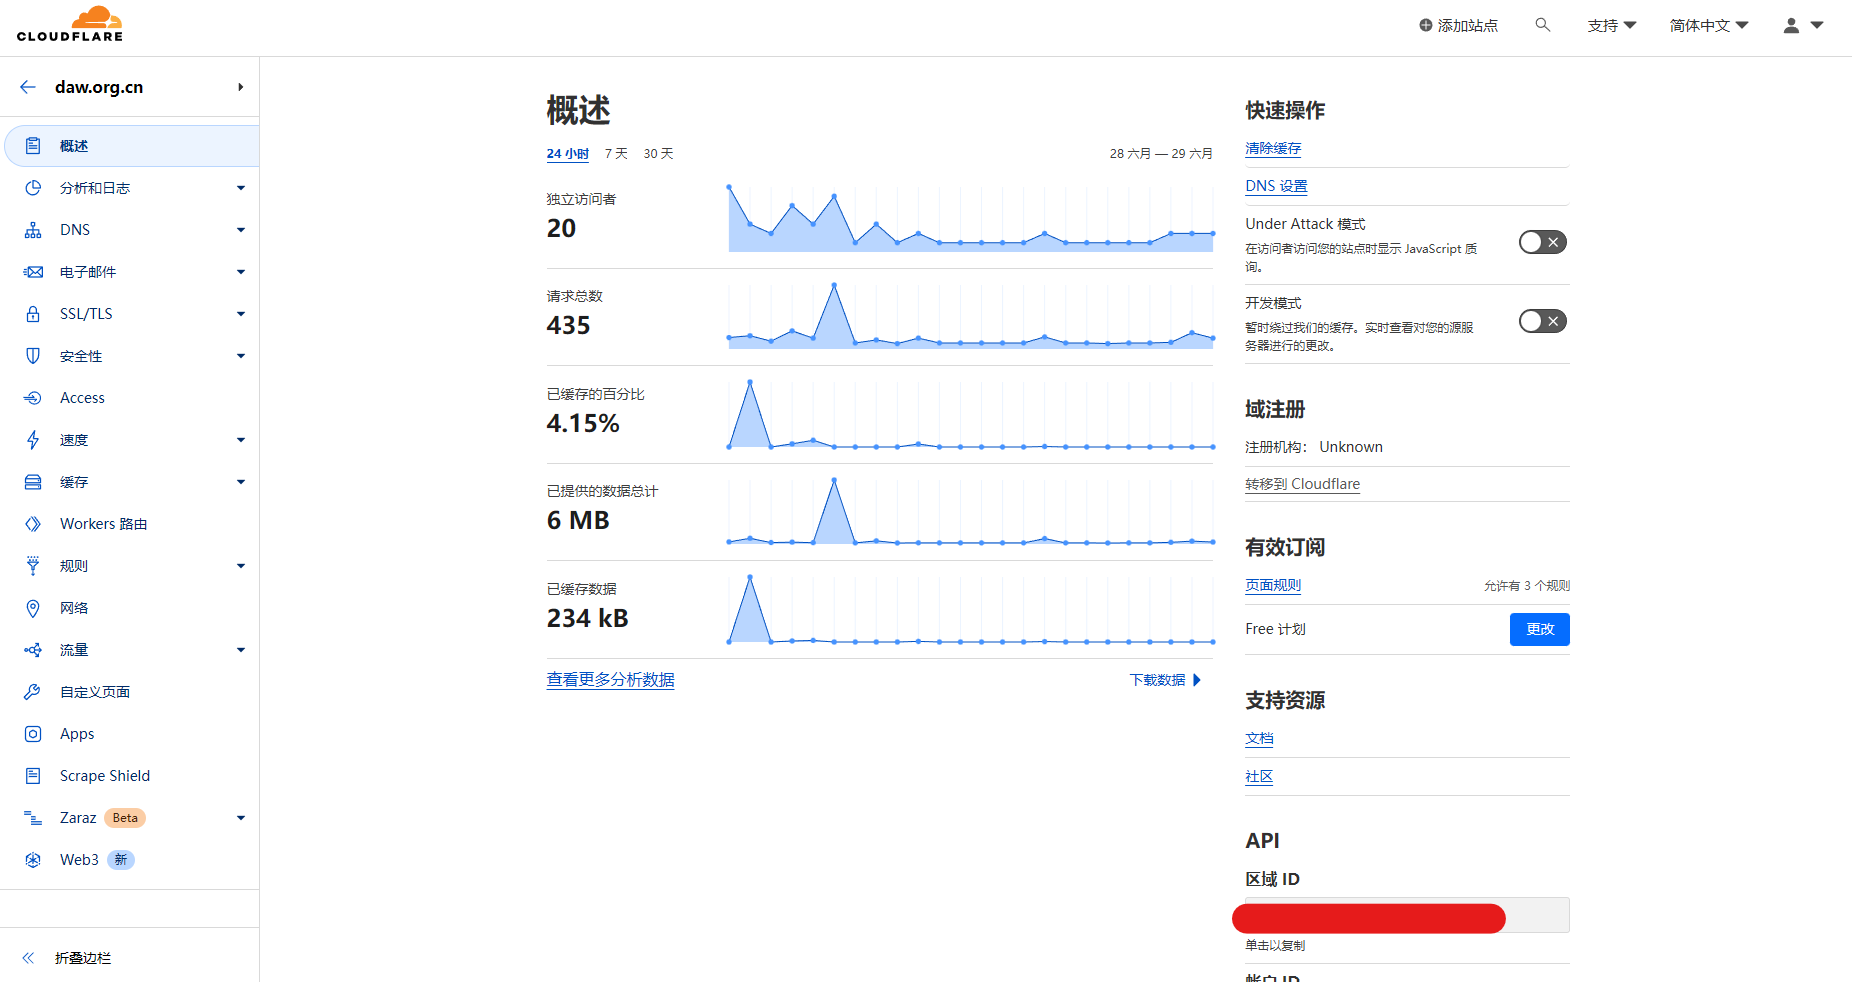 CLOUDFLARE
添加站点
支持
简体中文
daw.org.cn
概述
分析和日志
DNS
电子邮件
SSL/TLS
安全性
Access
速度
缓存
Workers 路由
规则
网络
流量
自定义页面
Apps
Scrape Shield
Zaraz Beta
Web3 新
折叠边栏
概述
24 小时 7 天 30 天
28 六月 — 29 六月
独立访问者
20
请求总数
435
已缓存的百分比
4.15%
已提供的数据总计
6 MB
已缓存数据
234 kB
查看更多分析数据
下载数据
快速操作
清除缓存
DNS 设置
Under Attack 模式
在访问者访问您的站点时显示 JavaScript 质
询。
开发模式
暂时绕过我们的缓存。实时查看对您的源服
务器进行的更改。
域注册
注册机构： Unknown
转移到 Cloudflare
有效订阅
页面规则
允许有 3 个规则
Free 计划
更改
支持资源
文档
社区
API
区域 ID
单击以复制
帐户 ID